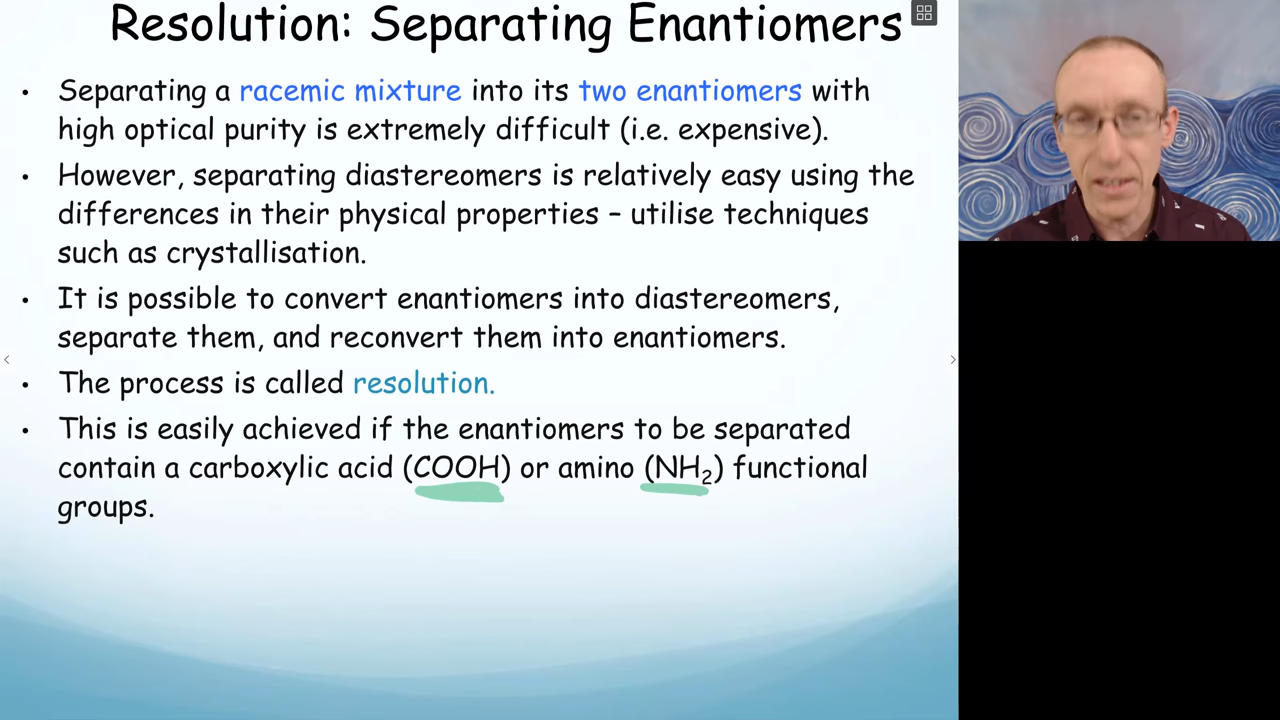 Resolution: Separating Enantiomers
• Separating a racemic mixture into its two enantiomers with
high optical purity is extremely difficult (i.e. expensive).
• However, separating diastereomers is relatively easy using the
differences in their physical properties – utilise techniques
such as crystallisation.
• It is possible to convert enantiomers into diastereomers,
separate them, and reconvert them into enantiomers.
• The process is called resolution.
• This is easily achieved if the enantiomers to be separated
contain a carboxylic acid (COOH) or amino (NH₂) functional
groups.